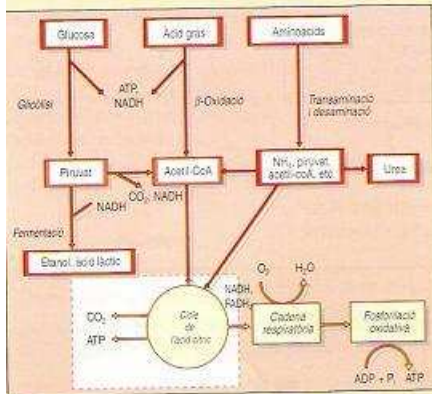 Glucosa
Àcid gras
Aminoàcids
ATP,
NADH
Glicòlisi
β-Oxidació
Transaminació
i desaminació
Piruvat
Acetil-CoA
NH₃, piruvat,
acetil-coA, etc.
Urea
CO₂, NADH
NADH
Fermentació
Etanol, àcid làctic
NADH,
FADH₂
O₂
H₂O
CO₂
ATP
Cicle
de
l'àcid cítric
Cadena
respiratòria
Fosforilació
oxidativa
ADP + Pᵢ
ATP